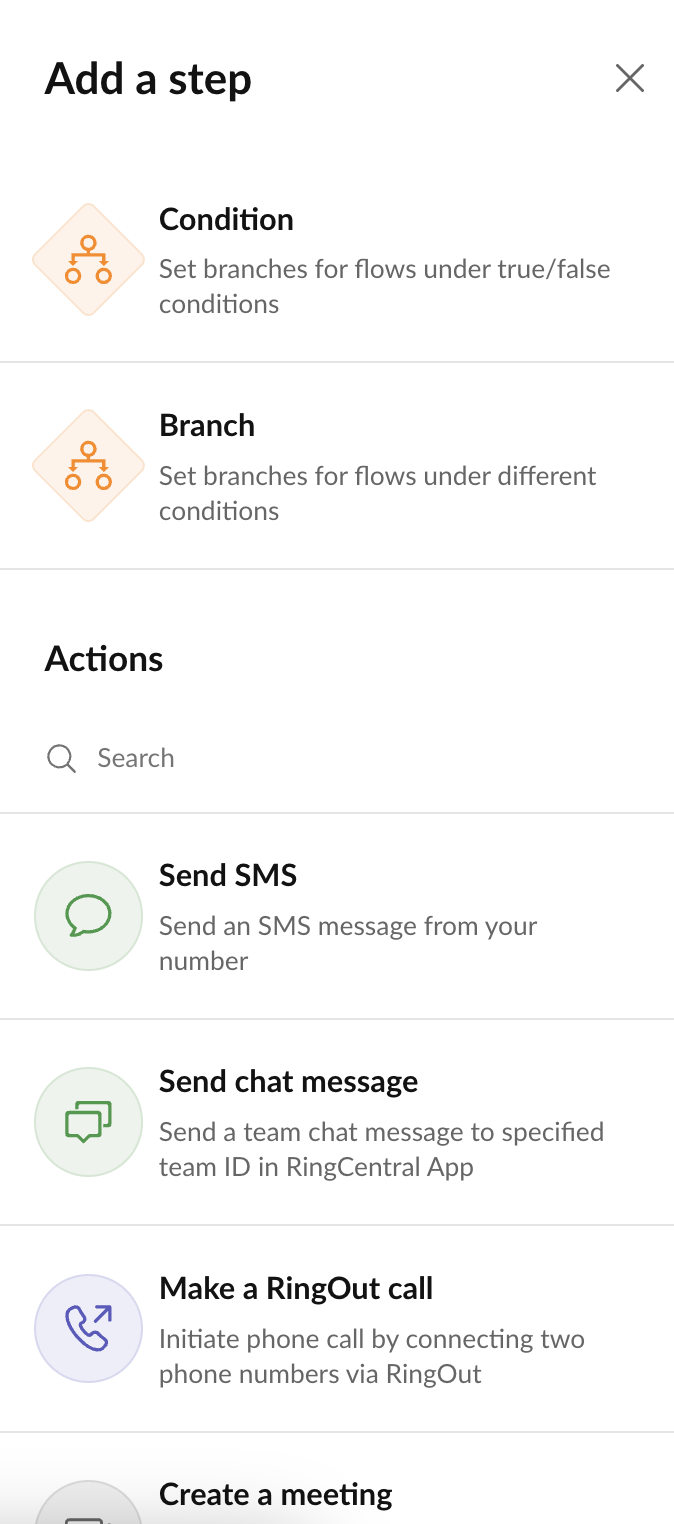 Add a step
Condition
Set branches for flows under true/false
conditions
Branch
Set branches for flows under different
conditions
Actions
Search
Send SMS
Send an SMS message from your
number
Send chat message
Send a team chat message to specified
team ID in RingCentral App
Make a RingOut call
Initiate phone call by connecting two
phone numbers via RingOut
Create a meeting